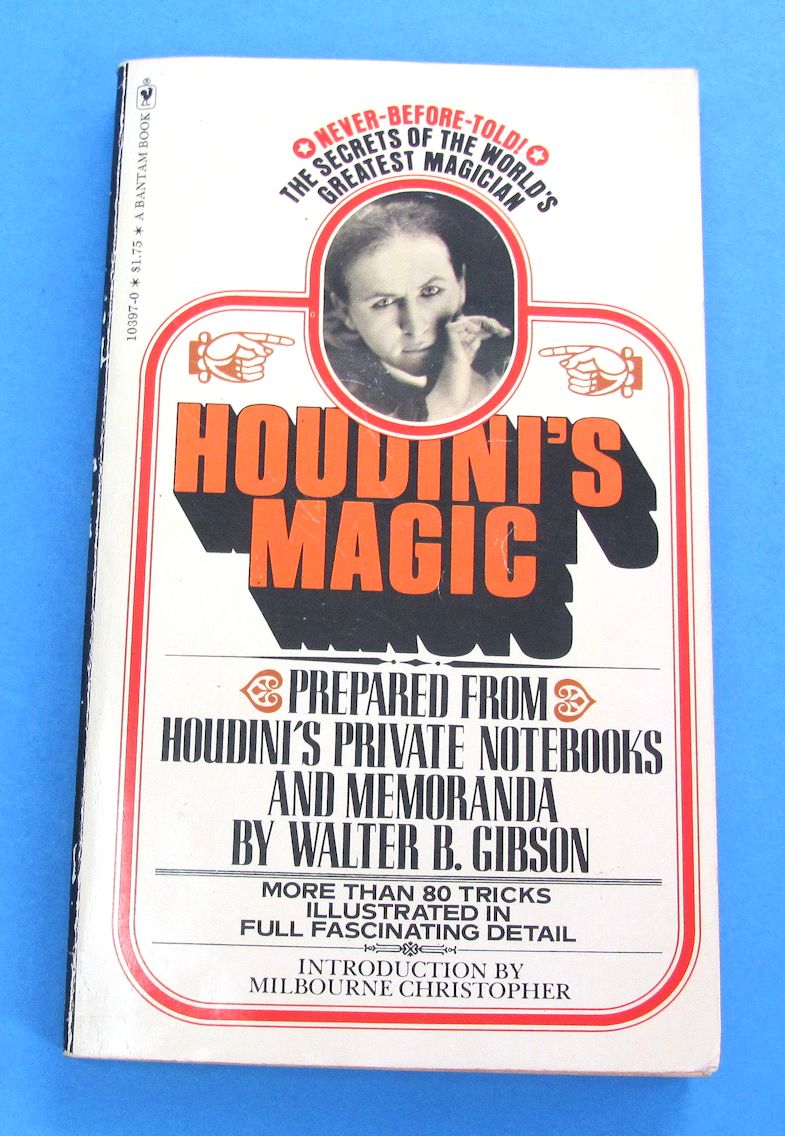 10397-0 * $1.75 * A BANTAM BOOK
NEVER-BEFORE-TOLD!
THE SECRETS OF THE WORLD'S
GREATEST MAGICIAN
HOUDINI'S
MAGIC
PREPARED FROM
HOUDINI'S PRIVATE NOTEBOOKS
AND MEMORANDA
BY WALTER B. GIBSON
MORE THAN 80 TRICKS
ILLUSTRATED IN
FULL FASCINATING DETAIL
INTRODUCTION BY
MILBOURNE CHRISTOPHER